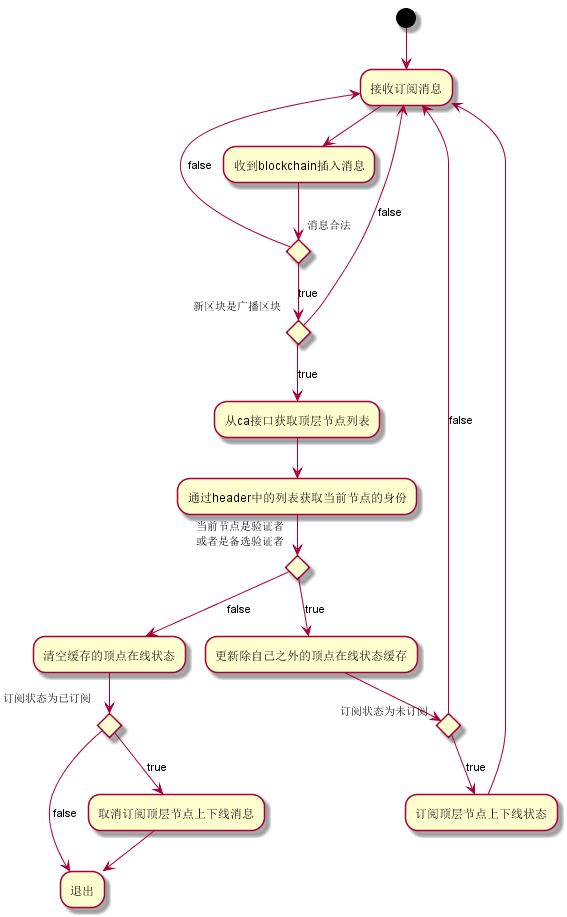 接收订阅消息
收到blockchain插入消息
false
false
消息合法
true
新区块是广播区块
true
从ca接口获取顶层节点列表
false
通过header中的列表获取当前节点的身份
当前节点是验证者
或者是备选验证者
false
true
清空缓存的顶点在线状态
更新除自己之外的顶点在线状态缓存
订阅状态为已订阅
订阅状态为未订阅
true
true
false
取消订阅顶层节点上下线消息
订阅顶层节点上下线状态
退出